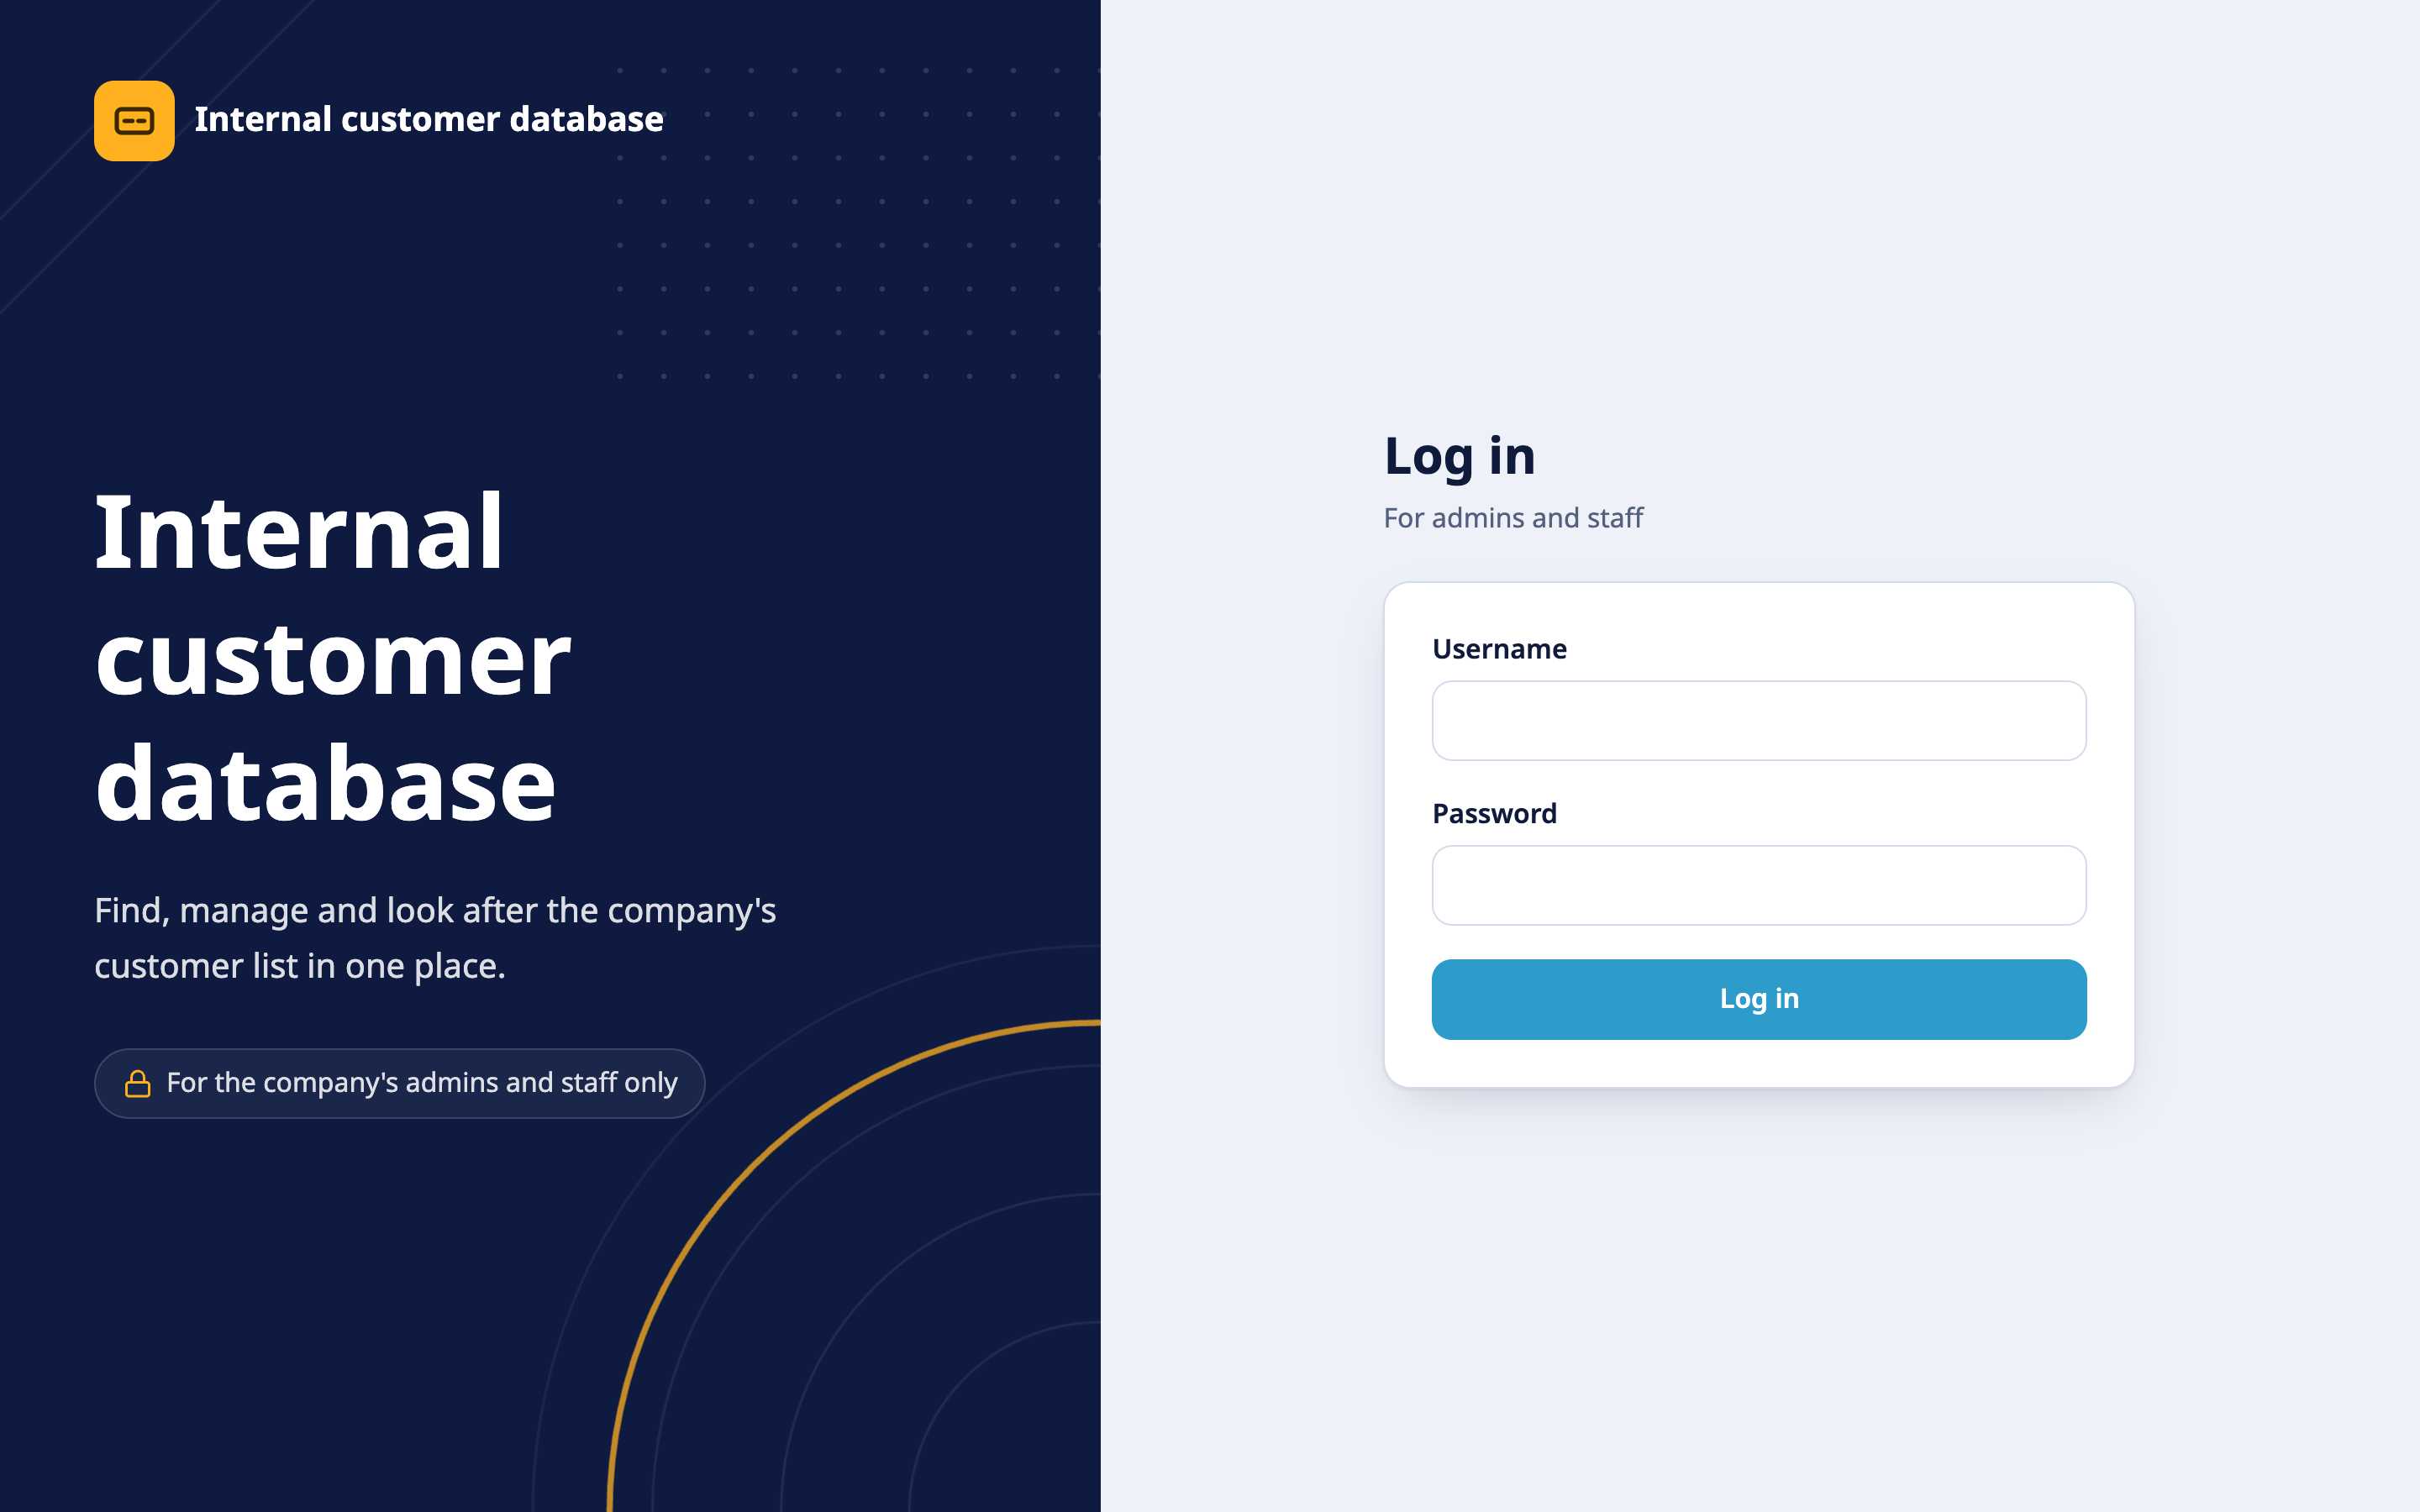 Internal customer database
Internal
customer
database
Find, manage and look after the company's
customer list in one place.
For the company's admins and staff only
Log in
For admins and staff
Username
Password
Log in